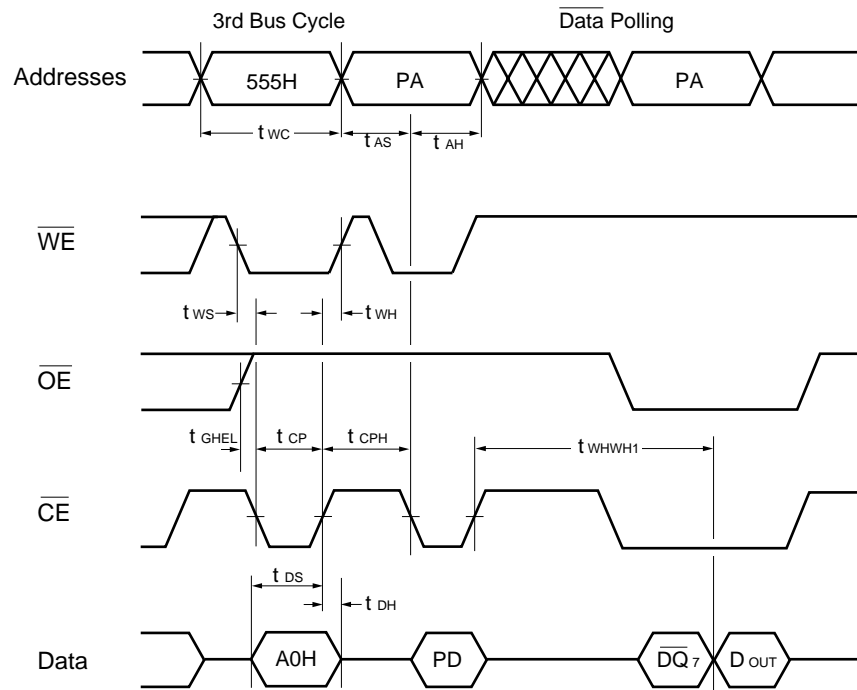 3rd Bus Cycle
Data Polling
Addresses
555H
PA
PA
t WC
t AS
t AH
WE
t WS
t WH
OE
t GHEL
t CP
t CPH
t WHWH1
CE
t DS
t DH
Data
A0H
PD
DQ 7
D OUT